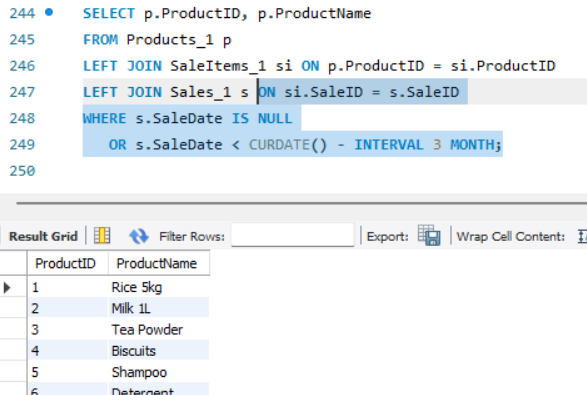 244 SELECT p.ProductID, p.ProductName
245 FROM Products_1 p
246 LEFT JOIN SaleItems_1 si ON p.ProductID = si.ProductID
247 LEFT JOIN Sales_1 s ON si.SaleID = s.SaleID
248 WHERE s.SaleDate IS NULL
249 OR s.SaleDate < CURDATE() - INTERVAL 3 MONTH;
250
Result Grid Filter Rows: Export: Wrap Cell Content:
ProductID ProductName
1 Rice 5kg
2 Milk 1L
3 Tea Powder
4 Biscuits
5 Shampoo
6 Detergent